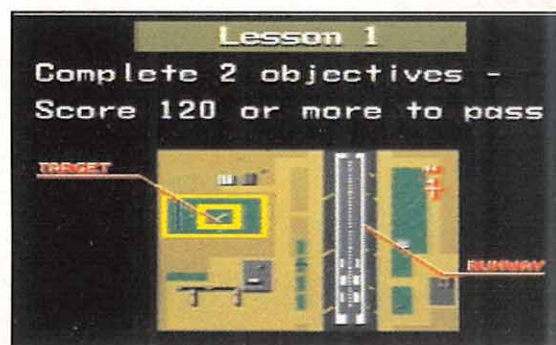 Lesson 1
Complete 2 objectives -
Score 120 or more to pass
TARGET
RUNWAY